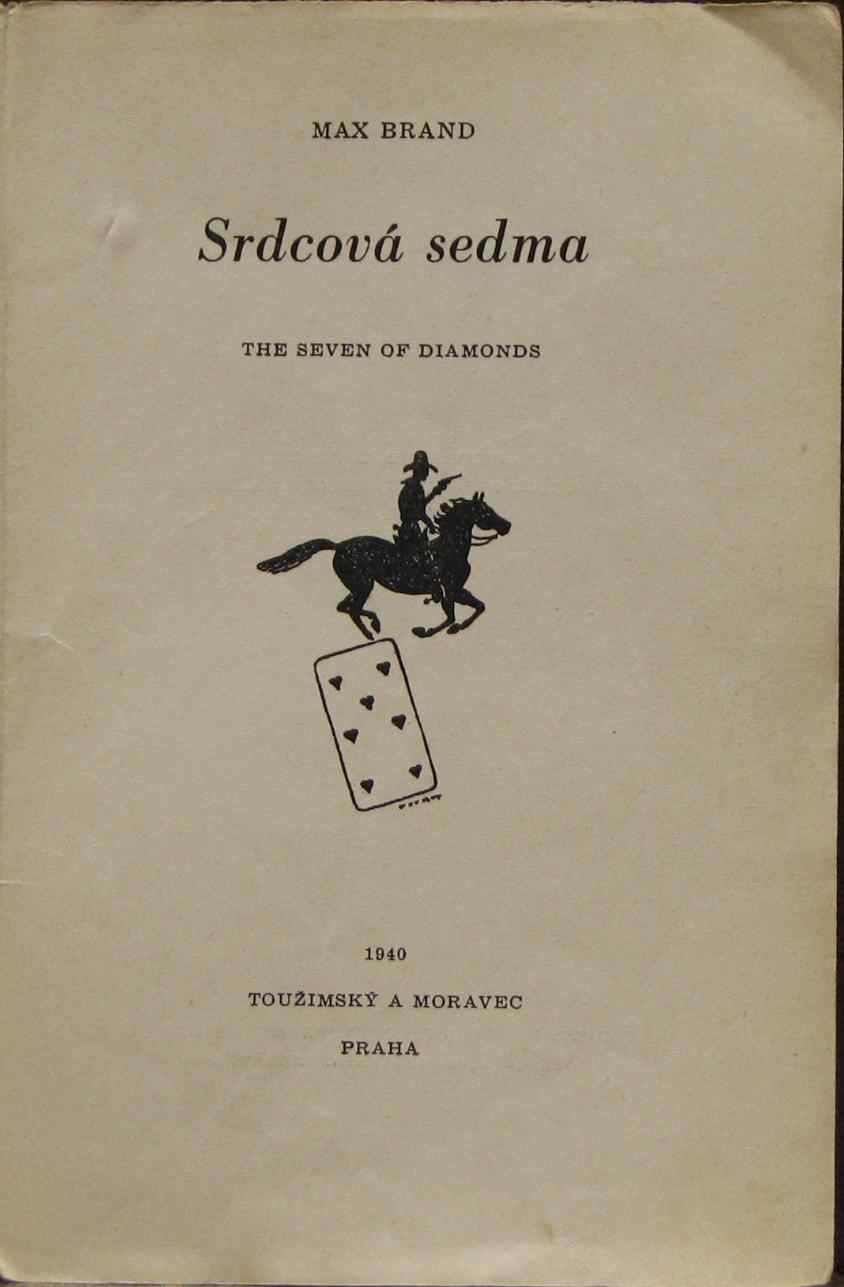 MAX BRAND
Srdcová sedma
THE SEVEN OF DIAMONDS
1940
TOUŽIMSKÝ A MORAVEC
PRAHA